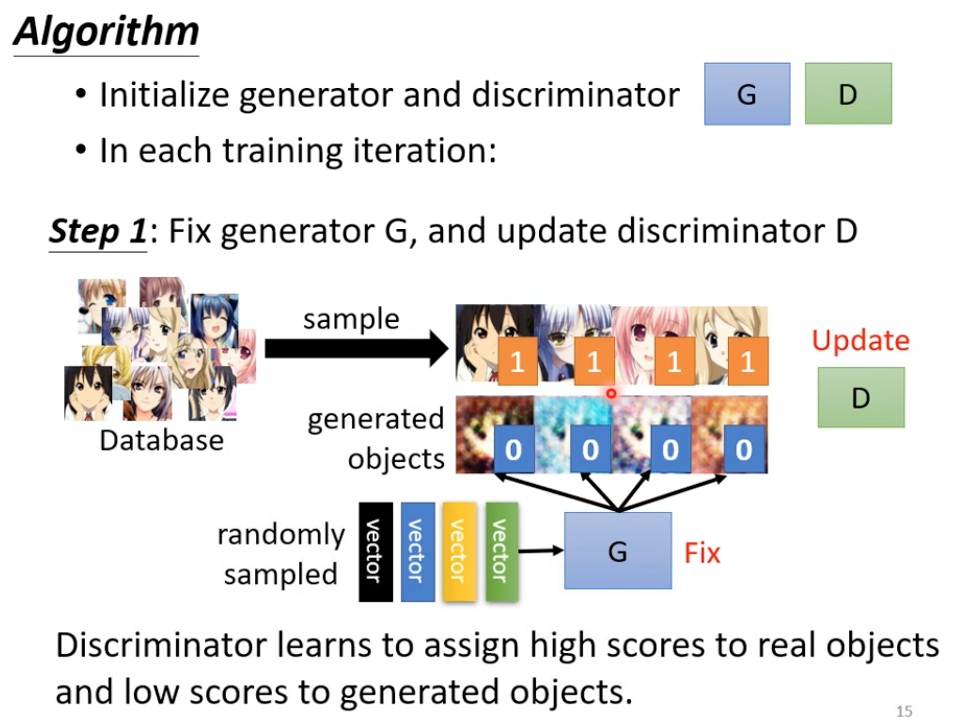 Algorithm
• Initialize generator and discriminator G D
• In each training iteration:
Step 1: Fix generator G, and update discriminator D
sample
1 1 1 1
Update
D
Database
generated
objects
0 0 0 0
randomly
sampled
vector vector vector vector
G
Fix
Discriminator learns to assign high scores to real objects
and low scores to generated objects.
15